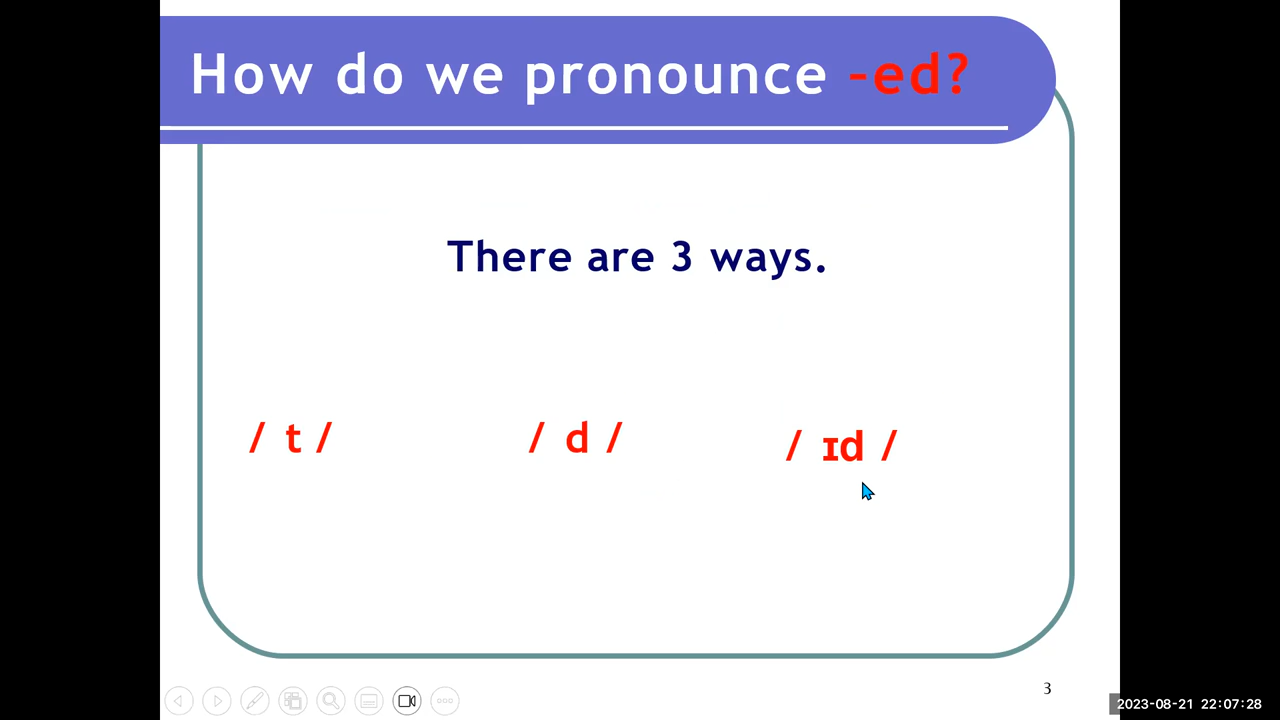 How do we pronounce –ed?
There are 3 ways.
/ t / / d / / ɪd /
3
2023-08-21 22:07:28